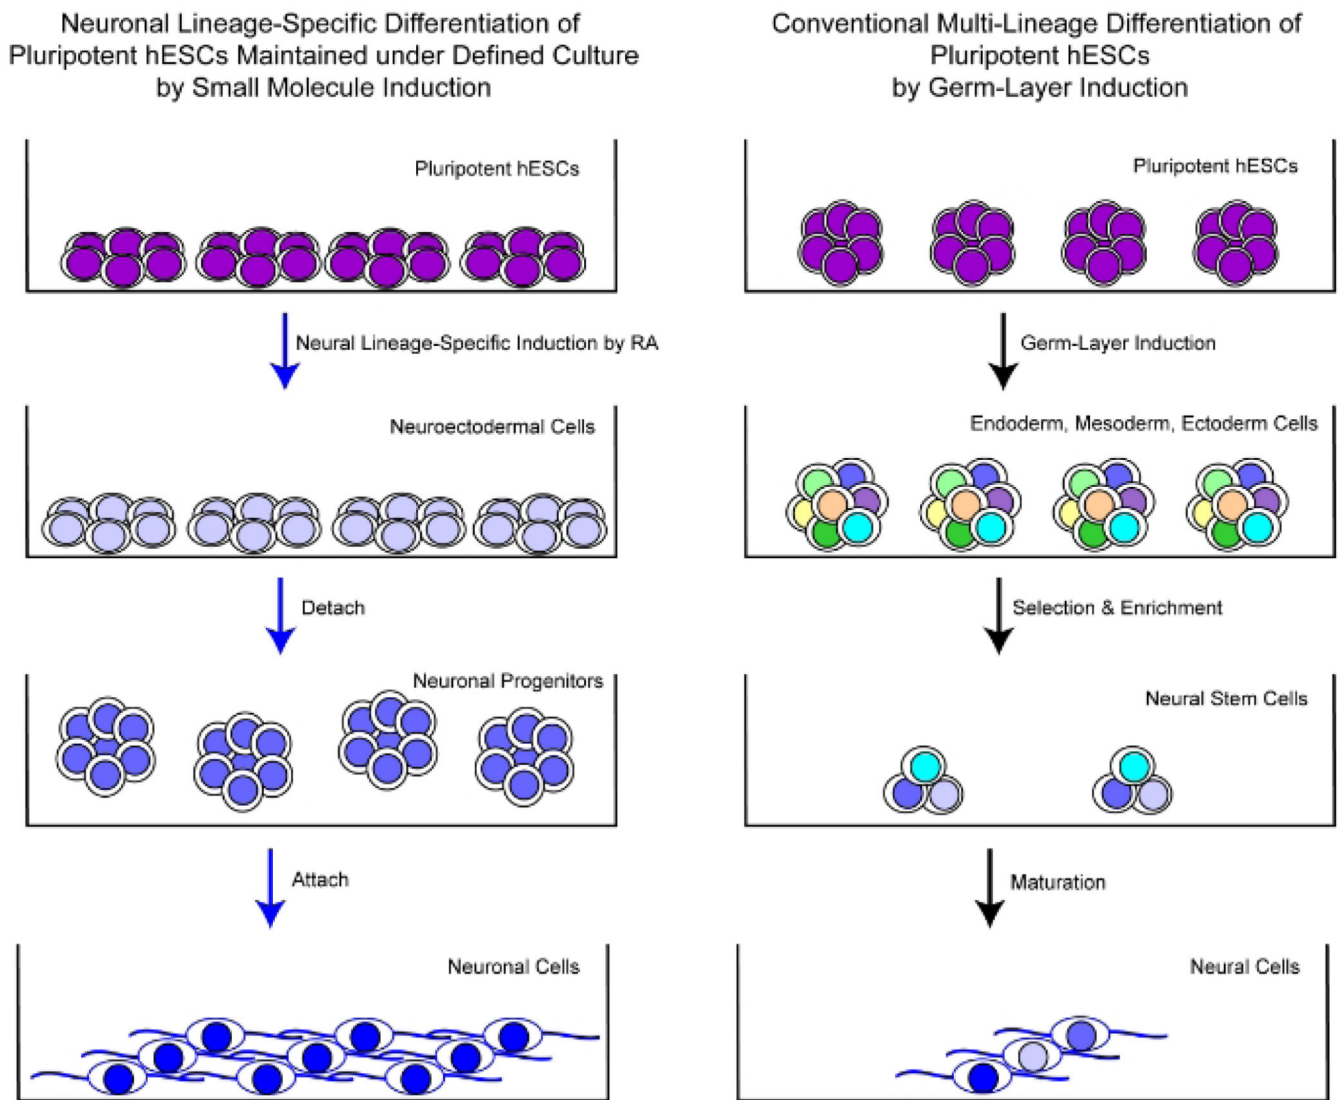 Neuronal Lineage-Specific Differentiation of
Pluripotent hESCs Maintained under Defined Culture
by Small Molecule Induction
Pluripotent hESCs
Neural Lineage-Specific Induction by RA
Neuroectodermal Cells
Detach
Neuronal Progenitors
Attach
Neuronal Cells
Conventional Multi-Lineage Differentiation of
Pluripotent hESCs
by Germ-Layer Induction
Pluripotent hESCs
Germ-Layer Induction
Endoderm, Mesoderm, Ectoderm Cells
Selection & Enrichment
Neural Stem Cells
Maturation
Neural Cells